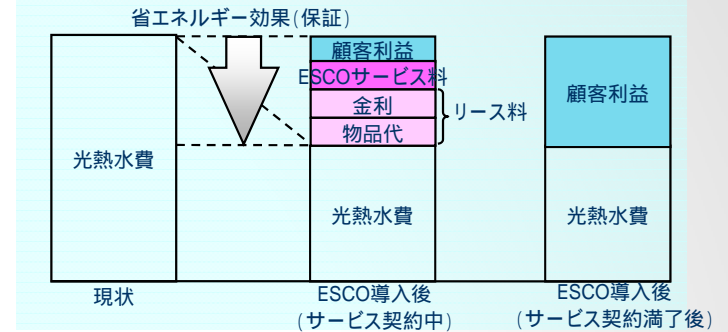 省エネルギー効果(保証)
光熱水費
顧客利益
ESCOサービス料
金利
物品代
リース料
光熱水費
顧客利益
光熱水費
現状
ESCO導入後
(サービス契約中)
ESCO導入後
(サービス契約満了後)